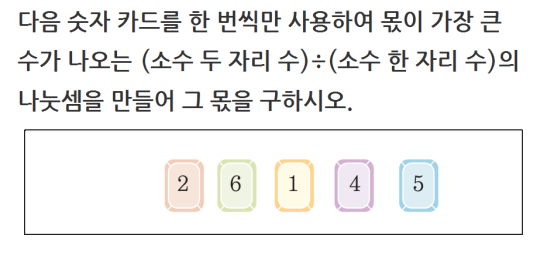 다음 숫자 카드를 한 번씩만 사용하여 몫이 가장 큰
수가 나오는 (소수 두 자리 수)÷(소수 한 자리 수)의
나눗셈을 만들어 그 몫을 구하시오.
2 6 1 4 5